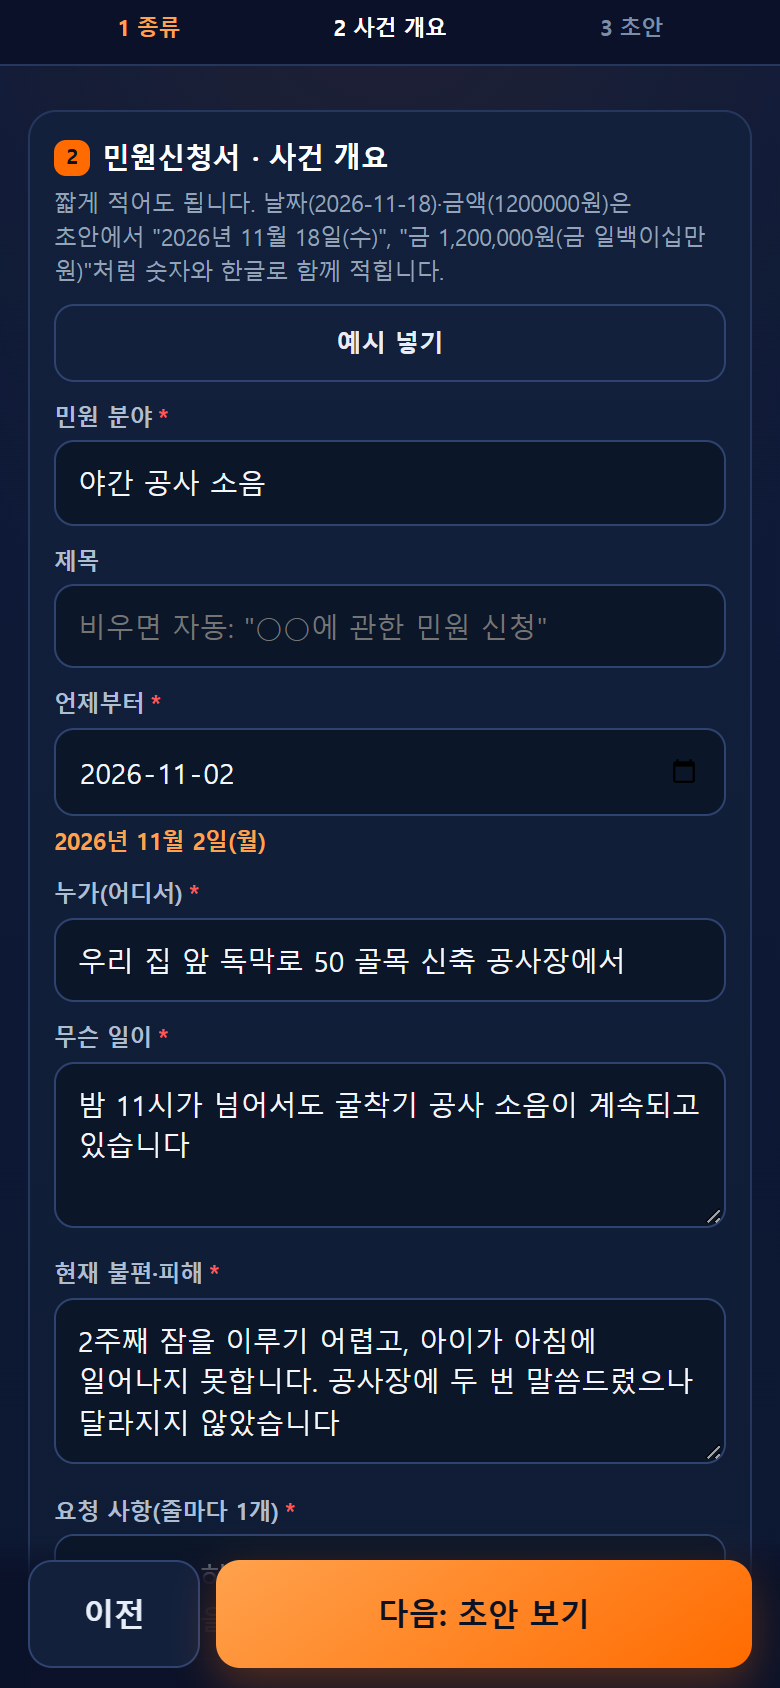 1 종류
2 사건 개요
3 초안
2 민원신청서 · 사건 개요
짧게 적어도 됩니다. 날짜(2026-11-18)·금액(1200000원)은
초안에서 "2026년 11월 18일(수)", "금 1,200,000원(금 일백이십만
원)"처럼 숫자와 한글로 함께 적힙니다.
예시 넣기
민원 분야 *
야간 공사 소음
제목
비우면 자동: "○○에 관한 민원 신청"
언제부터 *
2026-11-02
2026년 11월 2일(월)
누가(어디서) *
우리 집 앞 독막로 50 골목 신축 공사장에서
무슨 일이 *
밤 11시가 넘어서도 굴착기 공사 소음이 계속되고
있습니다
현재 불편·피해 *
2주째 잠을 이루기 어렵고, 아이가 아침에
일어나지 못합니다. 공사장에 두 번 말씀드렸으나
달라지지 않았습니다
요청 사항(줄마다 1개) *
이전
다음: 초안 보기